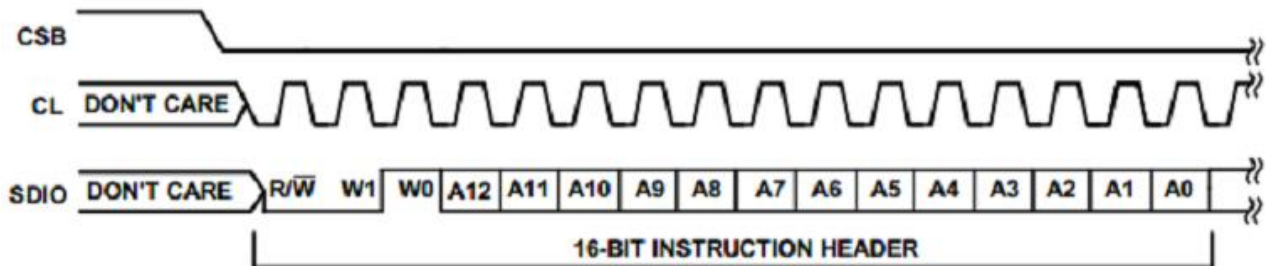 CSB
CL DON'T CARE
SDIO DON'T CARE R/W̅ W1 W0 A12 A11 A10 A9 A8 A7 A6 A5 A4 A3 A2 A1 A0
16-BIT INSTRUCTION HEADER